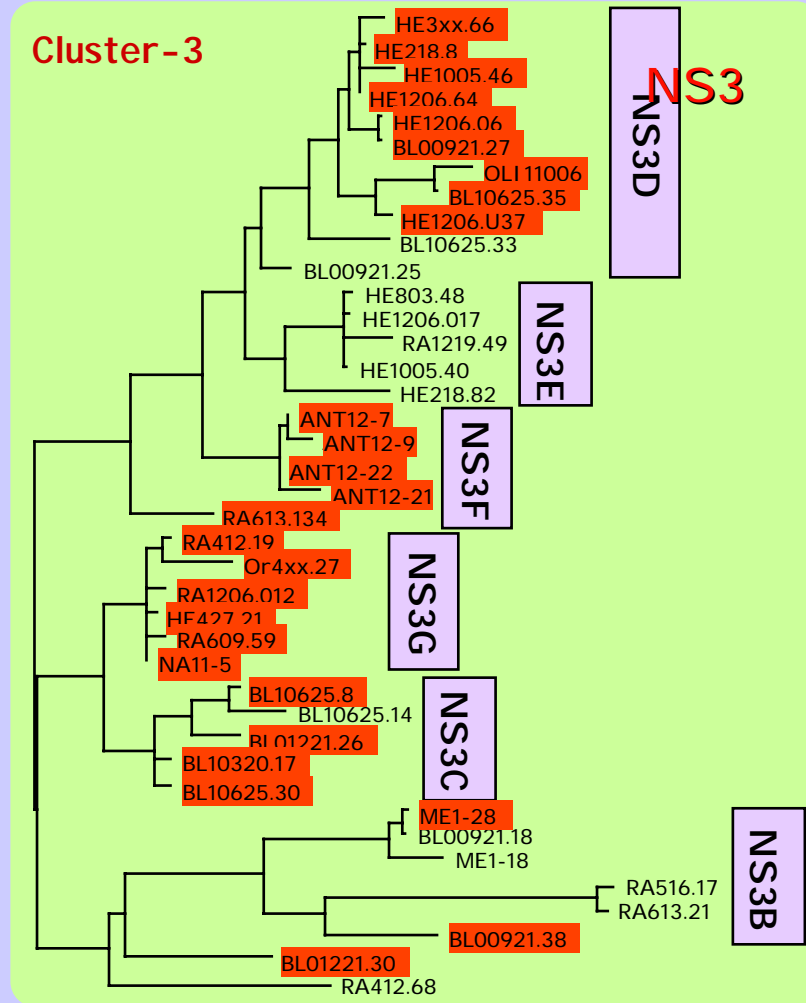 Cluster-3
NS3
HE3xx.66
HE218.8
HE1005.46
HE1206.64
HE1206.06
BL00921.27
OLI11006
BL10625.35
HE1206.U37
BL10625.33
BL00921.25
NS3D
HE803.48
HE1206.017
RA1219.49
HE1005.40
HE218.82
NS3E
ANT12-7
ANT12-9
ANT12-22
ANT12-21
RA613.134
NS3F
RA412.19
Or4xx.27
RA1206.012
HE427.21
RA609.59
NA11-5
NS3G
BL10625.8
BL10625.14
BL01221.26
BL10320.17
BL10625.30
NS3C
ME1-28
BL00921.18
ME1-18
RA516.17
RA613.21
BL00921.38
BL01221.30
RA412.68
NS3B